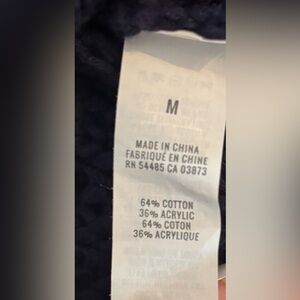 M
MADE IN CHINA
FABRIQUÉ EN CHINE
RN 54485 CA 03873
64% COTTON
36% ACRYLIC
64% COTON
36% ACRYLIQUE